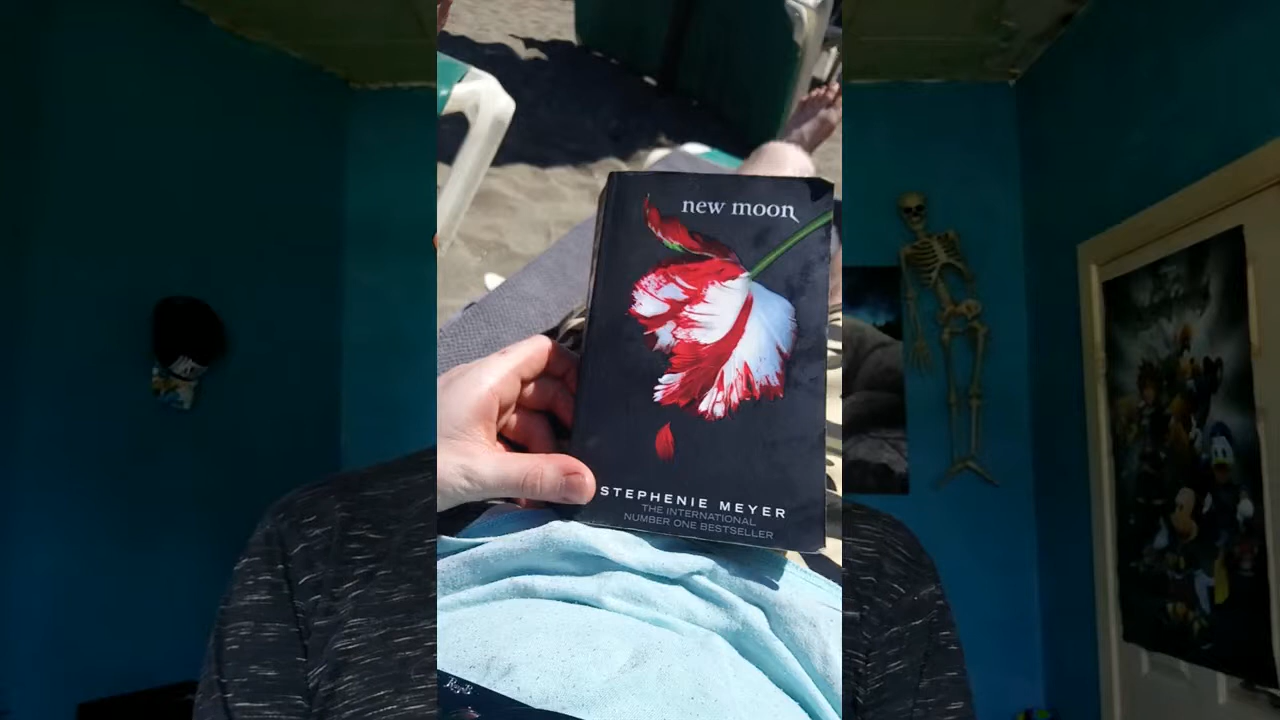 new moon
STEPHENIE MEYER
THE INTERNATIONAL
NUMBER ONE BESTSELLER